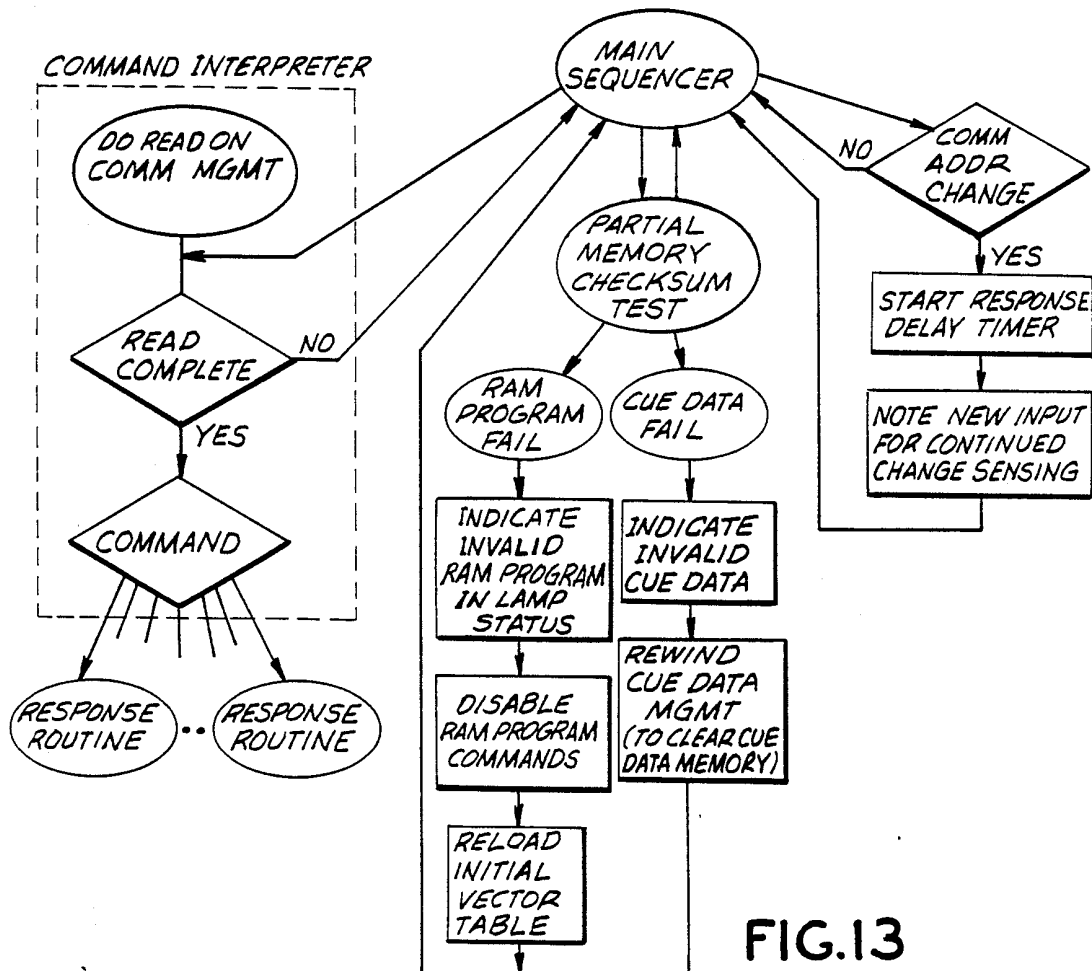 COMMAND INTERPRETER
DO READ ON
COMM MGMT
READ
COMPLETE
NO
YES
COMMAND
RESPONSE
ROUTINE
..
RESPONSE
ROUTINE
MAIN
SEQUENCER
PARTIAL
MEMORY
CHECKSUM
TEST
RAM
PROGRAM
FAIL
INDICATE
INVALID
RAM PROGRAM
IN LAMP
STATUS
DISABLE
RAM PROGRAM
COMMANDS
RELOAD
INITIAL
VECTOR
TABLE
CUE DATA
FAIL
INDICATE
INVALID
CUE DATA
REWIND
CUE DATA
MGMT
(TO CLEAR CUE
DATA MEMORY)
COMM
ADDR
CHANGE
NO
YES
START RESPONSE
DELAY TIMER
NOTE NEW INPUT
FOR CONTINUED
CHANGE SENSING
FIG.13